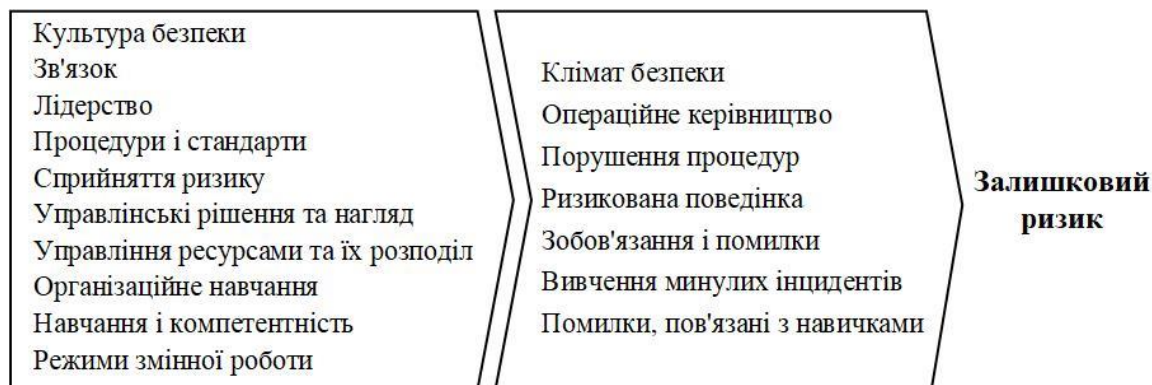 Культура безпеки
Зв'язок
Лідерство
Процедури і стандарти
Сприйняття ризику
Управлінські рішення та нагляд
Управління ресурсами та їх розподіл
Організаційне навчання
Навчання і компетентність
Режими змінної роботи
Клімат безпеки
Операційне керівництво
Порушення процедур
Ризикована поведінка
Зобов'язання і помилки
Вивчення минулих інцидентів
Помилки, пов'язані з навичками
Залишковий
ризик